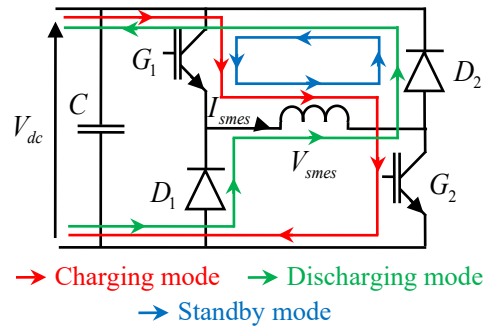 G₁
D₂
C
I_smes
V_dc
V_smes
D₁
G₂
Charging mode
Discharging mode
Standby mode